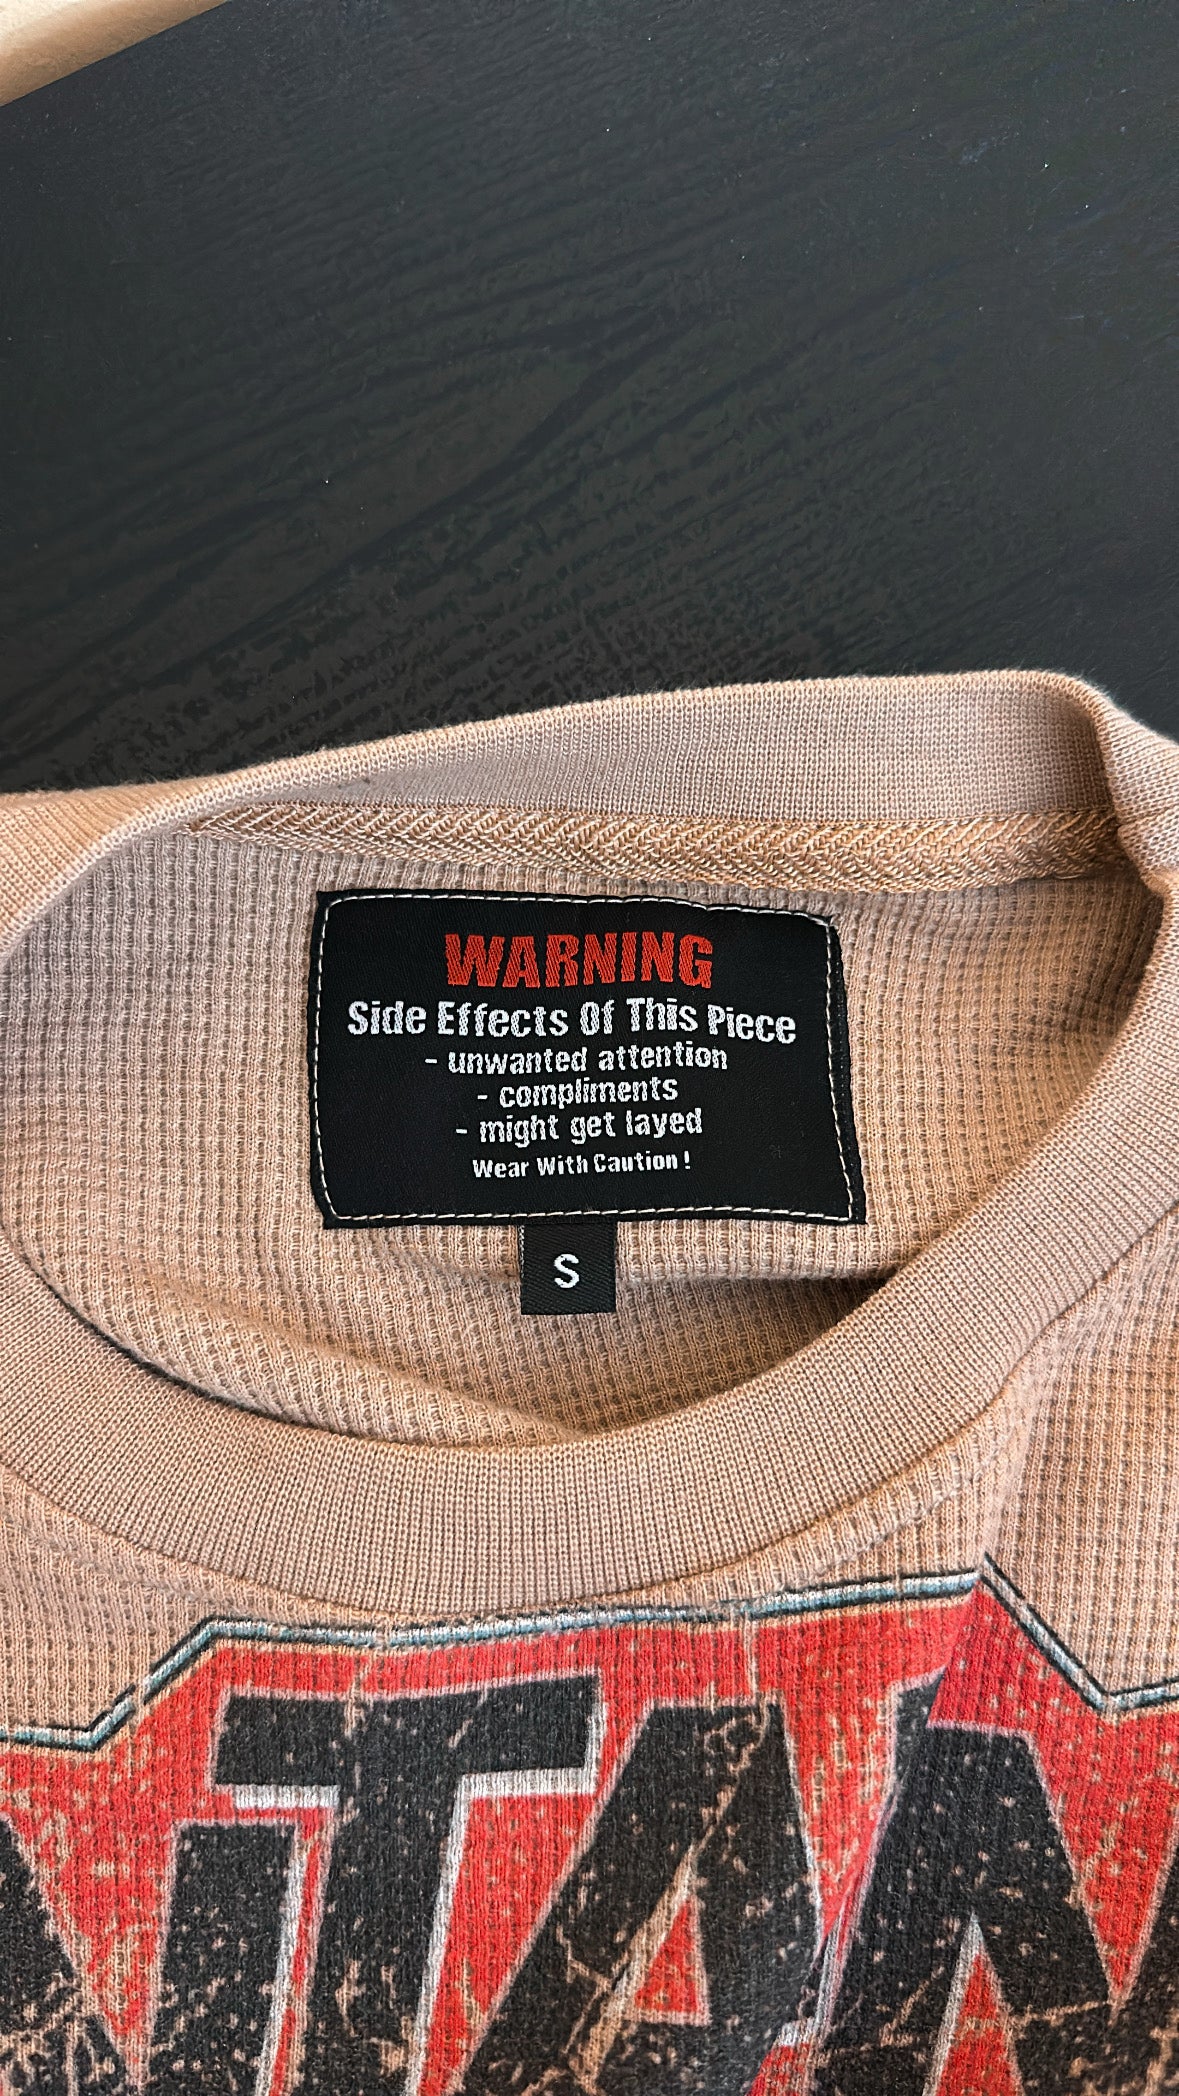 WARNING
Side Effects Of This Piece
- unwanted attention
- compliments
- might get layed
Wear With Caution !
S